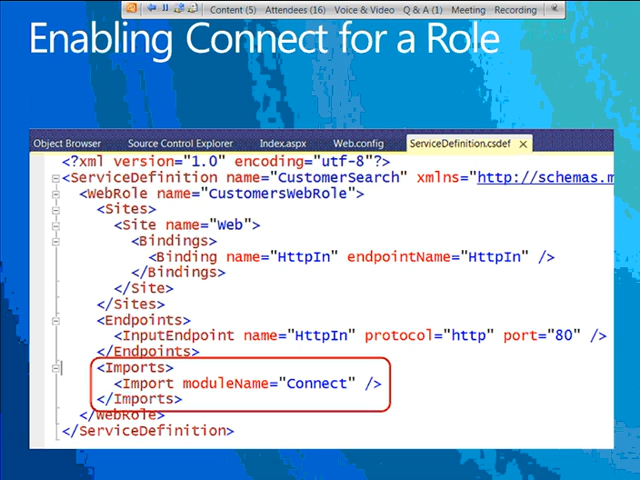 Content (5) Attendees (16) Voice & Video Q & A (1) Meeting Recording
Enabling Connect for a Role
Object Browser Source Control Explorer Index.aspx Web.config ServiceDefinition.csdef
<?xml version="1.0" encoding="utf-8"?>
<ServiceDefinition name="CustomerSearch" xmlns="http://schemas.m
<WebRole name="CustomersWebRole">
<Sites>
<Site name="Web">
<Bindings>
<Binding name="HttpIn" endpointName="HttpIn" />
</Bindings>
</Site>
</Sites>
<Endpoints>
<InputEndpoint name="HttpIn" protocol="http" port="80" />
</Endpoints>
<Imports>
<Import moduleName="Connect" />
</Imports>
</WebRole>
</ServiceDefinition>